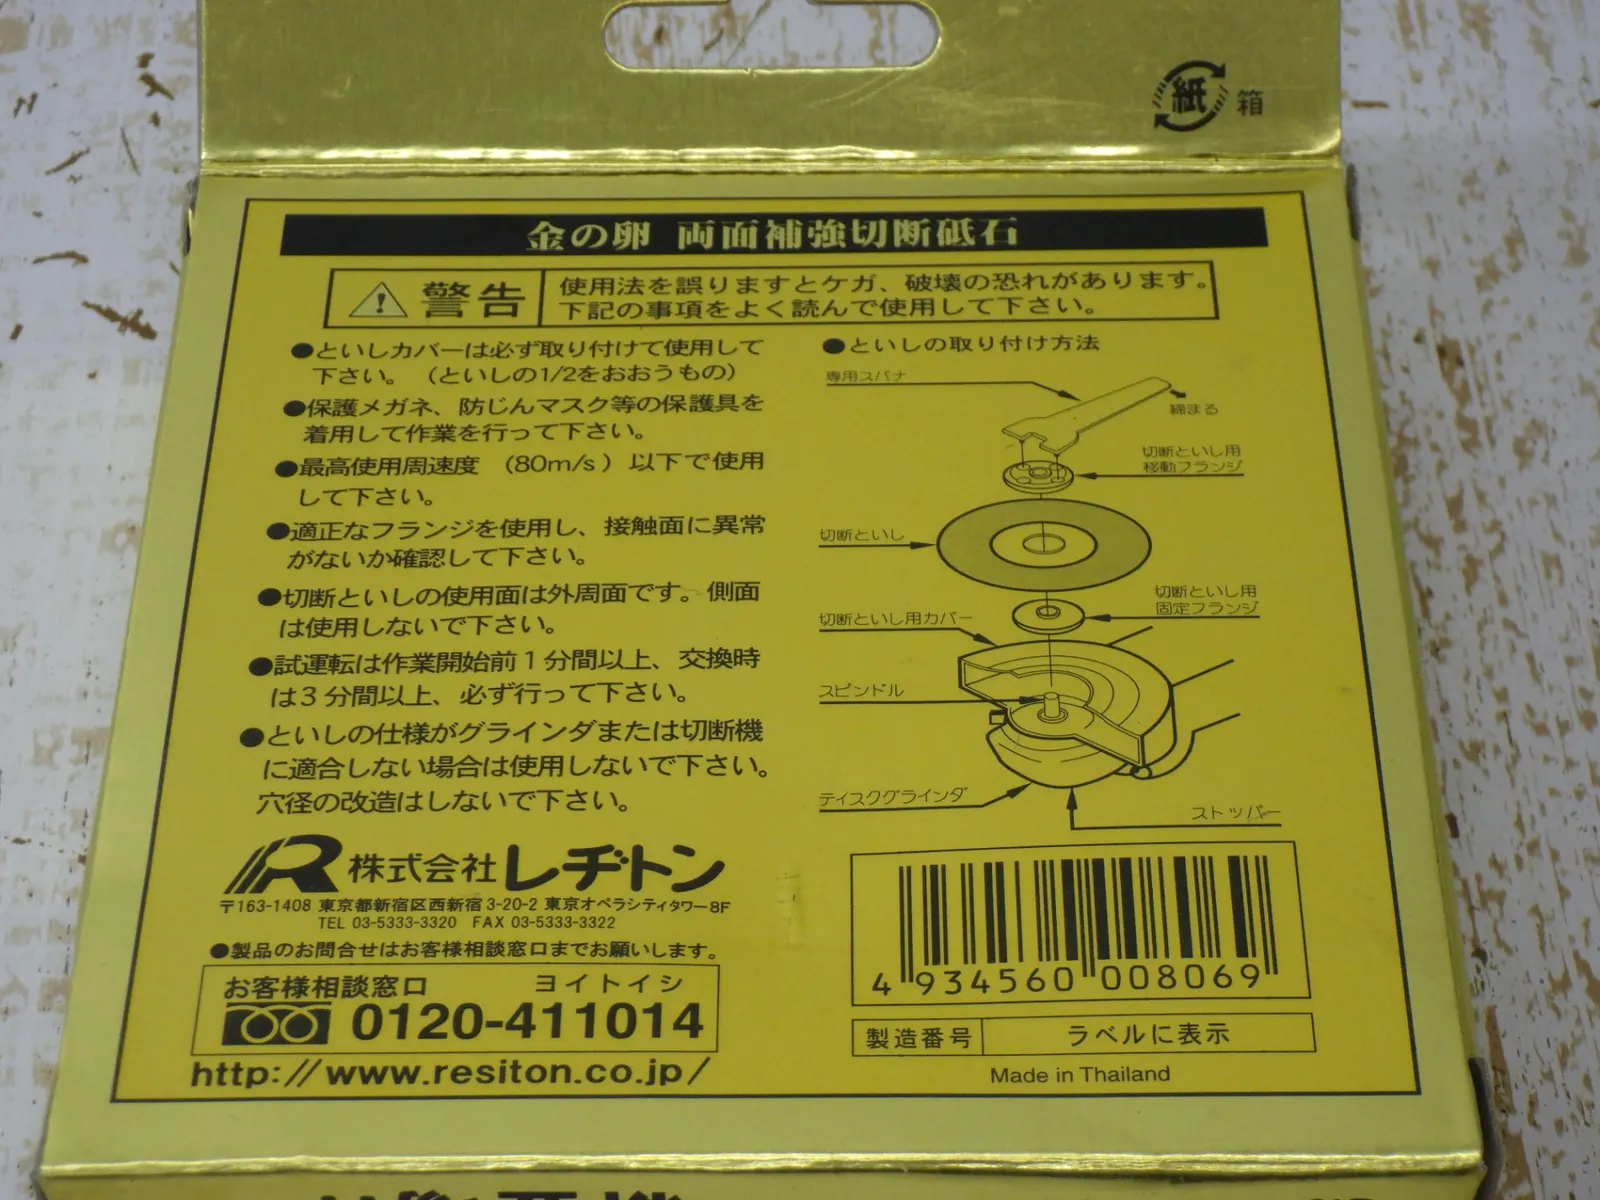 紙 箱
金の卵 両面補強切断砥石
警告
使用法を誤りますとケガ、破壊の恐れがあります。
下記の事項をよく読んで使用して下さい。
●といしカバーは必ず取り付けて使用して
下さい。（といしの1/2をおおうもの）
●保護メガネ、防じんマスク等の保護具を
着用して作業を行って下さい。
●最高使用周速度 （80m/s）以下で使用
して下さい。
●適正なフランジを使用し、接触面に異常
がないか確認して下さい。
●切断といしの使用面は外周面です。側面
は使用しないで下さい。
●試運転は作業開始前1分間以上、交換時
は3分間以上、必ず行って下さい。
●といしの仕様がグラインダまたは切断機
に適合しない場合は使用しないで下さい。
穴径の改造はしないで下さい。
●といしの取り付け方法
専用スパナ
締まる
切断といし用
移動フランジ
切断といし
切断といし用
固定フランジ
切断といし用カバー
スピンドル
ディスクグラインダ
ストッパー
株式会社レヂトン
〒163-1408 東京都新宿区西新宿3-20-2 東京オペラシティタワー8F
TEL 03-5333-3320 FAX 03-5333-3322
●製品のお問合せはお客様相談窓口までお願いします。
お客様相談窓口 ヨイトイシ
0120-411014
http://www.resiton.co.jp/
4 934560 008069
製造番号 ラベルに表示
Made in Thailand